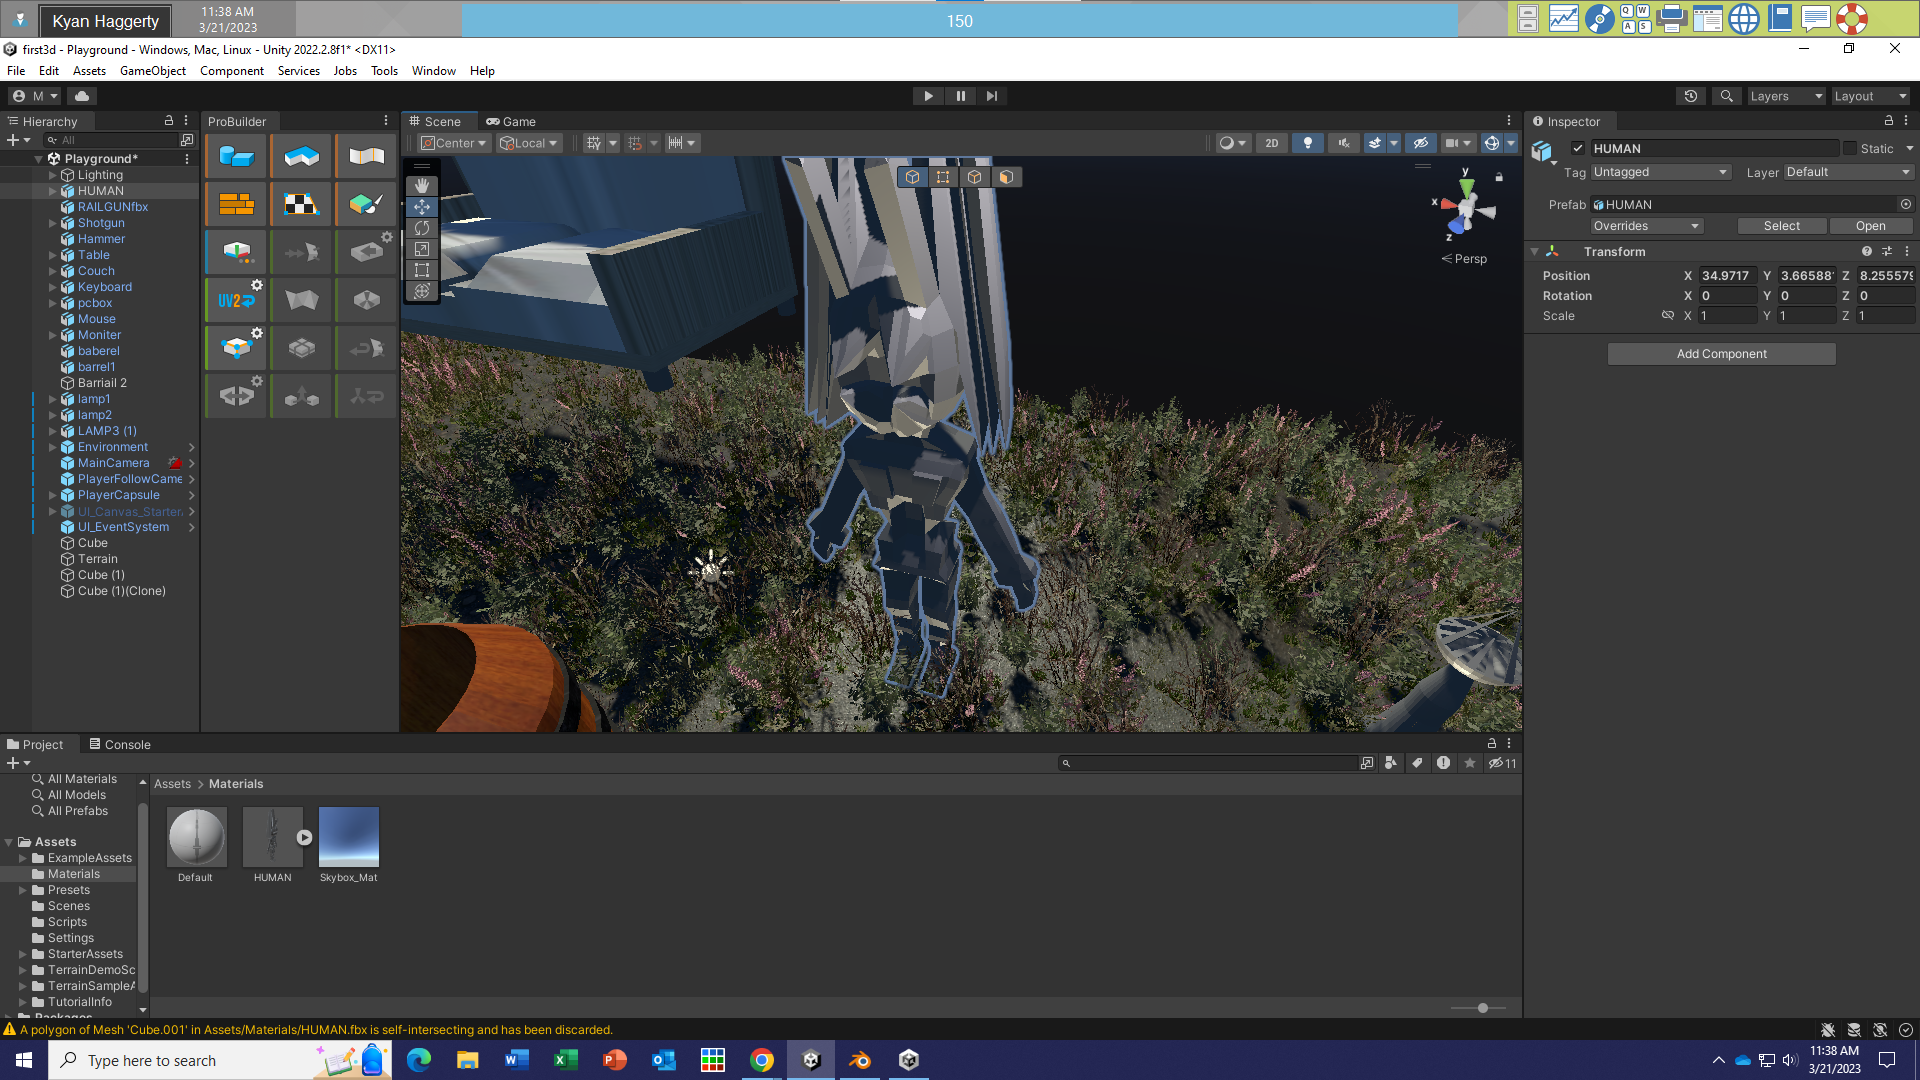 Kyan Haggerty
11:38 AM
3/21/2023
150
Q W
A S
first3d - Playground - Windows, Mac, Linux - Unity 2022.2.8f1* <DX11>
File Edit Assets GameObject Component Services Jobs Tools Window Help
M
Layers Layout
Hierarchy
All
Playground*
Lighting
HUMAN
RAILGUNfbx
Shotgun
Hammer
Table
Couch
Keyboard
pcbox
Mouse
Moniter
baberel
barrel1
Barriail 2
lamp1
lamp2
LAMP3 (1)
Environment
MainCamera
PlayerFollowCame
PlayerCapsule
UI_Canvas_Starter
UI_EventSystem
Cube
Terrain
Cube (1)
Cube (1)(Clone)
ProBuilder
UV2
Scene Game
Center Local
2D
y
x
z
Persp
Inspector
HUMAN Static
Tag Untagged Layer Default
Prefab HUMAN
Overrides Select Open
Transform
Position X 34.9717 Y 3.66588 Z 8.255579
Rotation X 0 Y 0 Z 0
Scale X 1 Y 1 Z 1
Add Component
Project Console
11
All Materials
All Models
All Prefabs
Assets
ExampleAssets
Materials
Presets
Scenes
Scripts
Settings
StarterAssets
TerrainDemoSc
TerrainSampleA
TutorialInfo
Packages
Assets > Materials
Default HUMAN Skybox_Mat
A polygon of Mesh 'Cube.001' in Assets/Materials/HUMAN.fbx is self-intersecting and has been discarded.
Type here to search
11:38 AM
3/21/2023